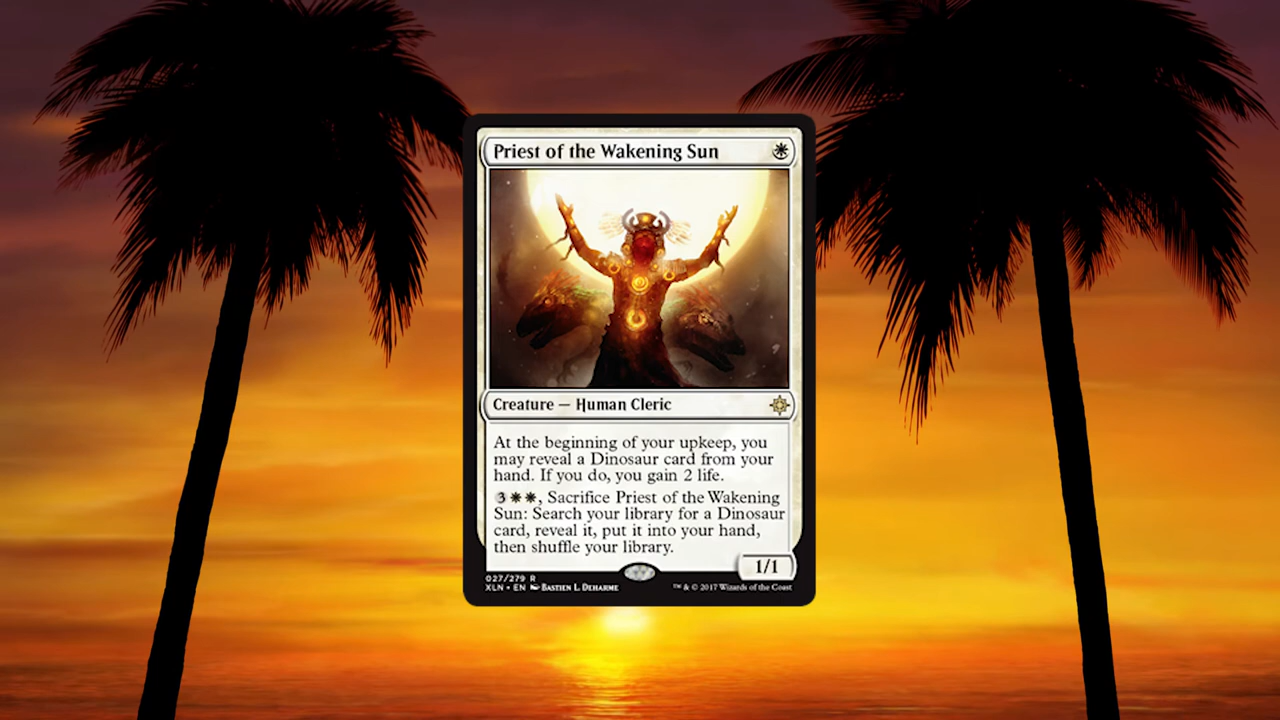 Priest of the Wakening Sun
Creature — Human Cleric
At the beginning of your upkeep, you
may reveal a Dinosaur card from your
hand. If you do, you gain 2 life.
3, Sacrifice Priest of the Wakening
Sun: Search your library for a Dinosaur
card, reveal it, put it into your hand,
then shuffle your library.
1/1
027/279 R
XLN • EN BASTIEN L. DEHARME
™ & © 2017 Wizards of the Coast